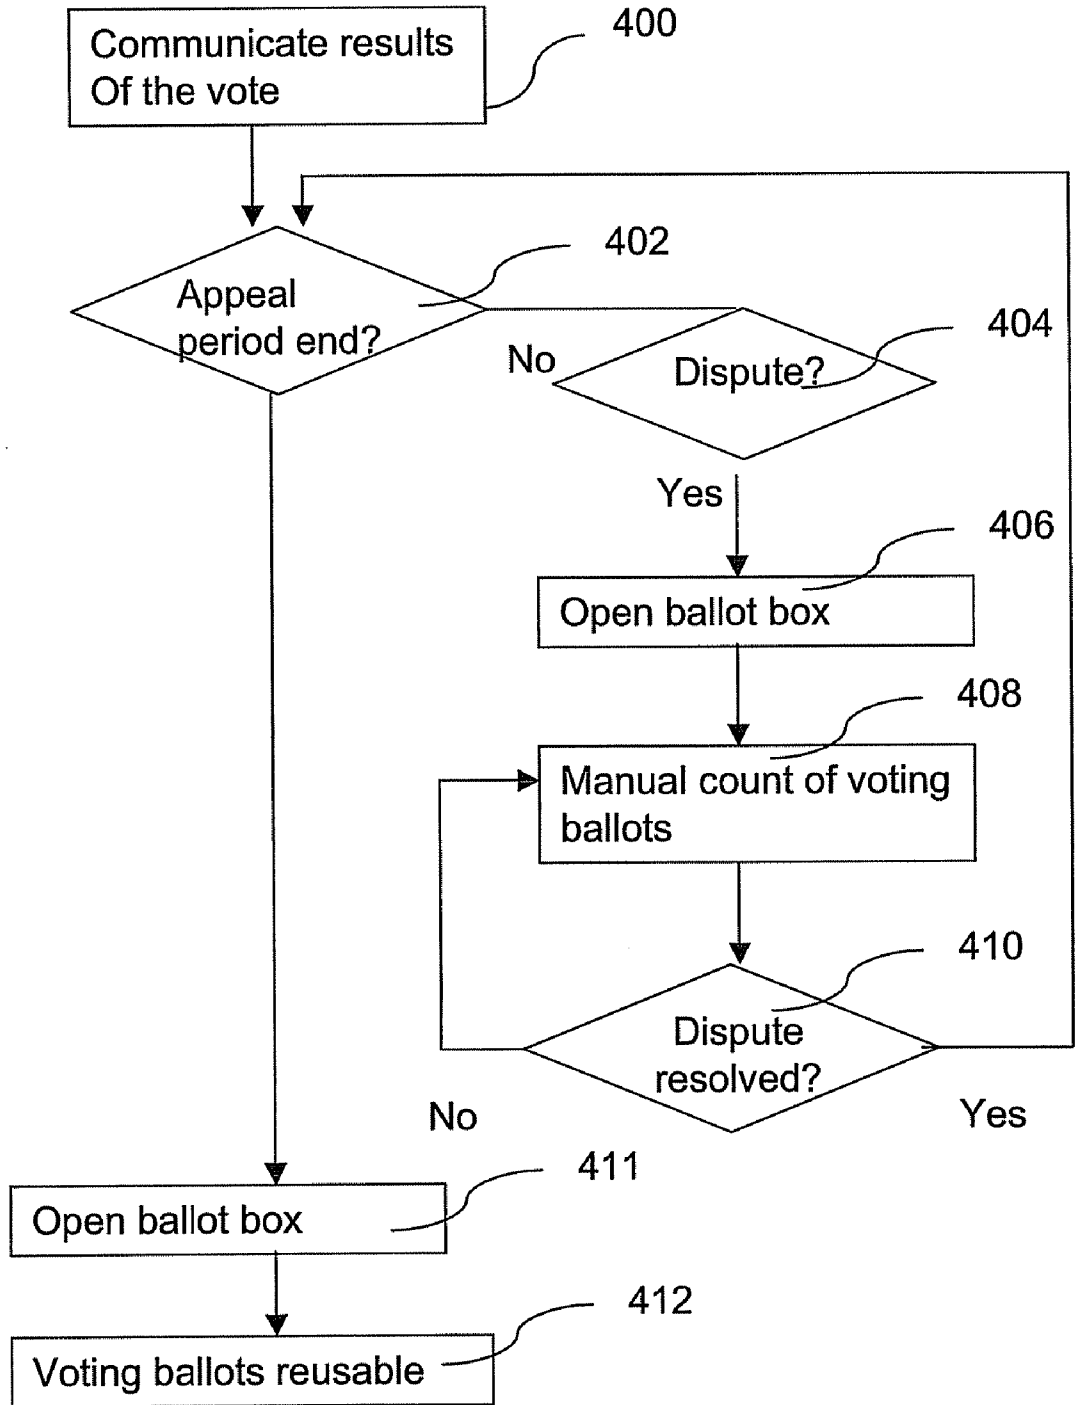 Communicate results
Of the vote
400
402
Appeal
period end?
404
No
Dispute?
Yes
406
Open ballot box
408
Manual count of voting
ballots
410
Dispute
resolved?
No
Yes
411
Open ballot box
412
Voting ballots reusable